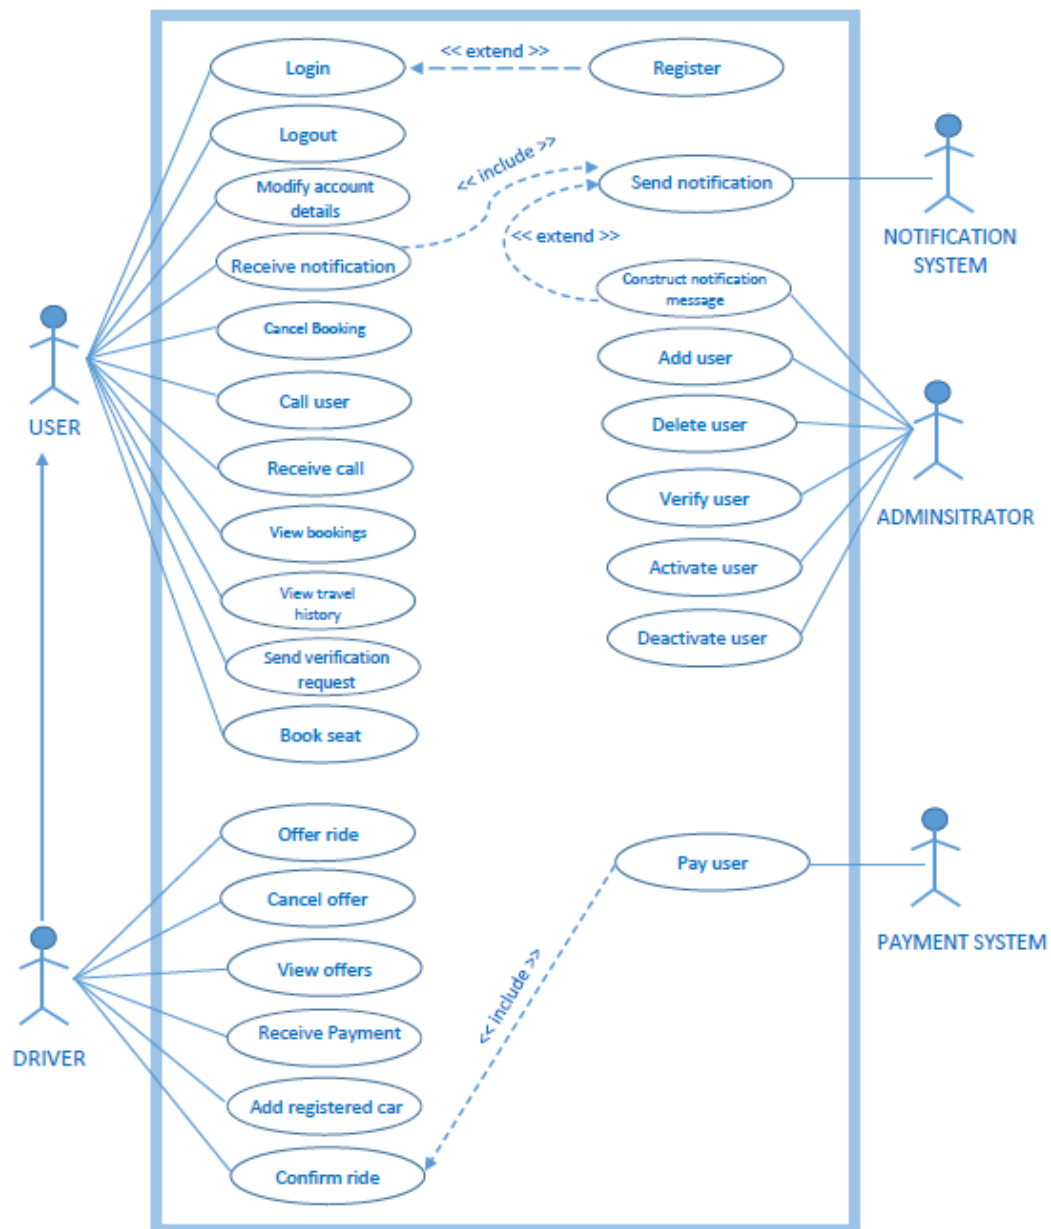 Login
<< extend >>
Register
Logout
<< include >>
Modify account
details
Send notification
NOTIFICATION
SYSTEM
Receive notification
<< extend >>
Construct notification
message
Cancel Booking
Add user
USER
Call user
Delete user
Receive call
Verify user
ADMINSITRATOR
View bookings
Activate user
View travel
history
Deactivate user
Send verification
request
Book seat
Offer ride
Pay user
Cancel offer
PAYMENT SYSTEM
View offers
<< include >>
Receive Payment
DRIVER
Add registered car
Confirm ride